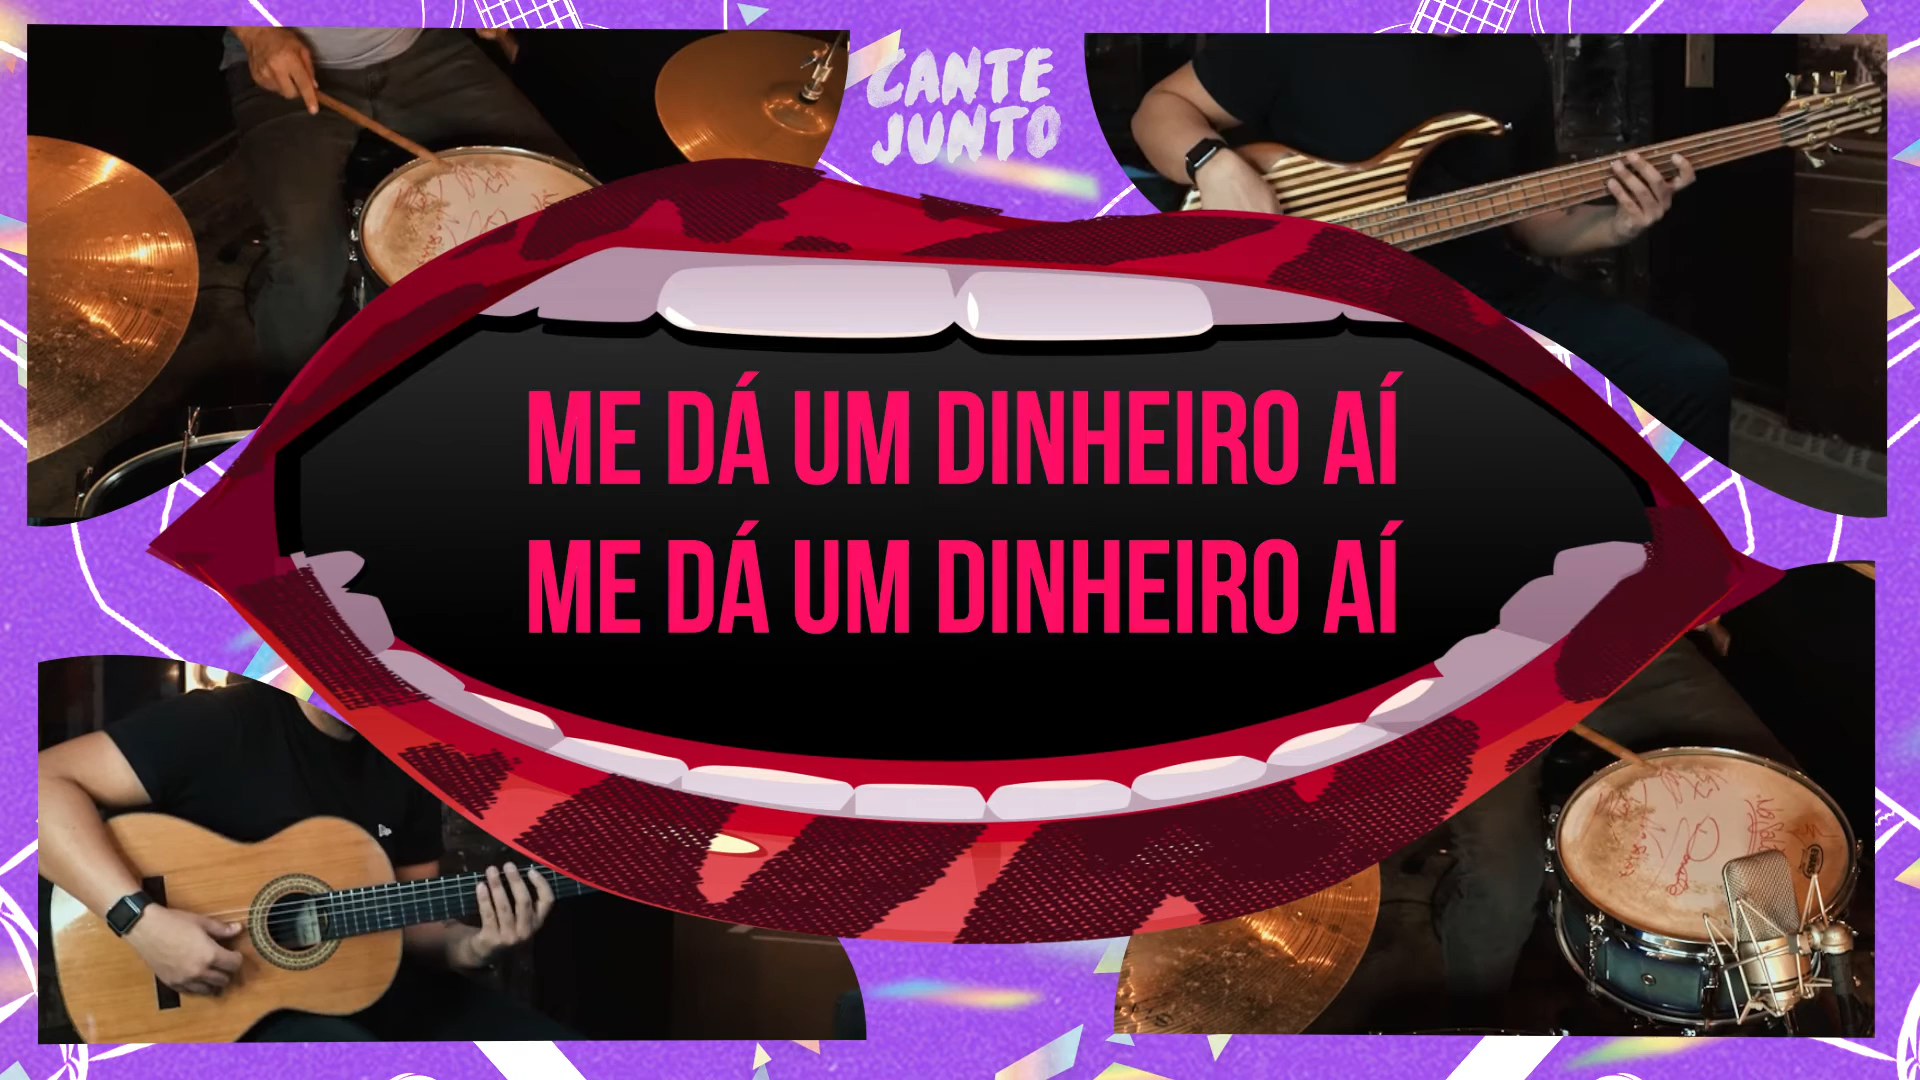 CANTE
JUNTO
ME DÁ UM DINHEIRO AÍ
ME DÁ UM DINHEIRO AÍ